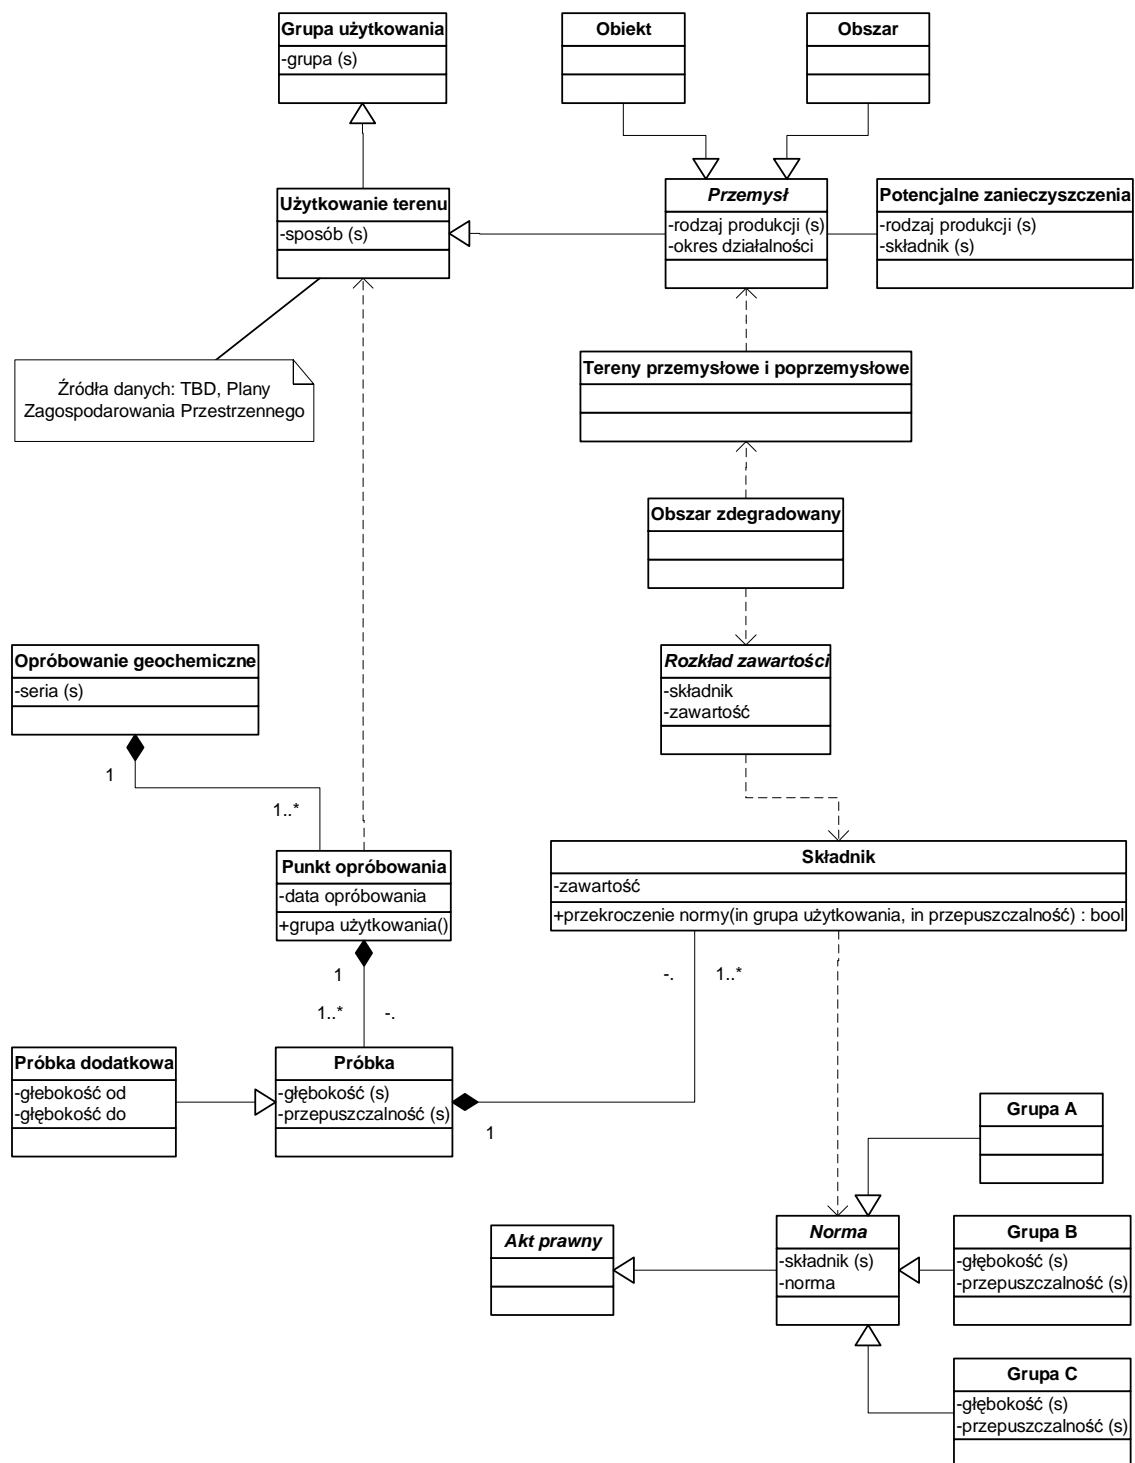 Grupa użytkowania
-grupa (s)
Obiekt
Obszar
Użytkowanie terenu
-sposób (s)
Przemysł
-rodzaj produkcji (s)
-okres działalności
Potencjalne zanieczyszczenia
-rodzaj produkcji (s)
-składnik (s)
Źródła danych: TBD, Plany
Zagospodarowania Przestrzennego
Tereny przemysłowe i poprzemysłowe
Obszar zdegradowany
Opróbowanie geochemiczne
-seria (s)
Rozkład zawartości
-składnik
-zawartość
1
1..*
Punkt opróbowania
-data opróbowania
+grupa użytkowania()
Składnik
-zawartość
+przekroczenie normy(in grupa użytkowania, in przepuszczalność) : bool
1
1..*
-.
-.
1..*
Próbka dodatkowa
-głebokość od
-głębokość do
Próbka
-głębokość (s)
-przepuszczalność (s)
1
Grupa A
Akt prawny
Norma
-składnik (s)
-norma
Grupa B
-głębokość (s)
-przepuszczalność (s)
Grupa C
-głębokość (s)
-przepuszczalność (s)